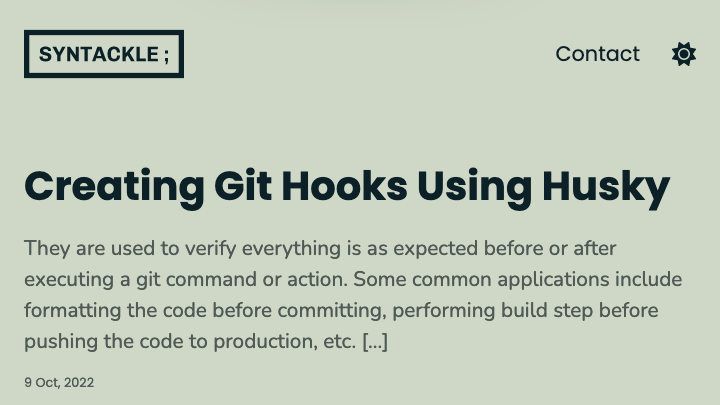 SYNTACKLE ;
Contact
Creating Git Hooks Using Husky
They are used to verify everything is as expected before or after
executing a git command or action. Some common applications include
formatting the code before committing, performing build step before
pushing the code to production, etc. [...]
9 Oct, 2022